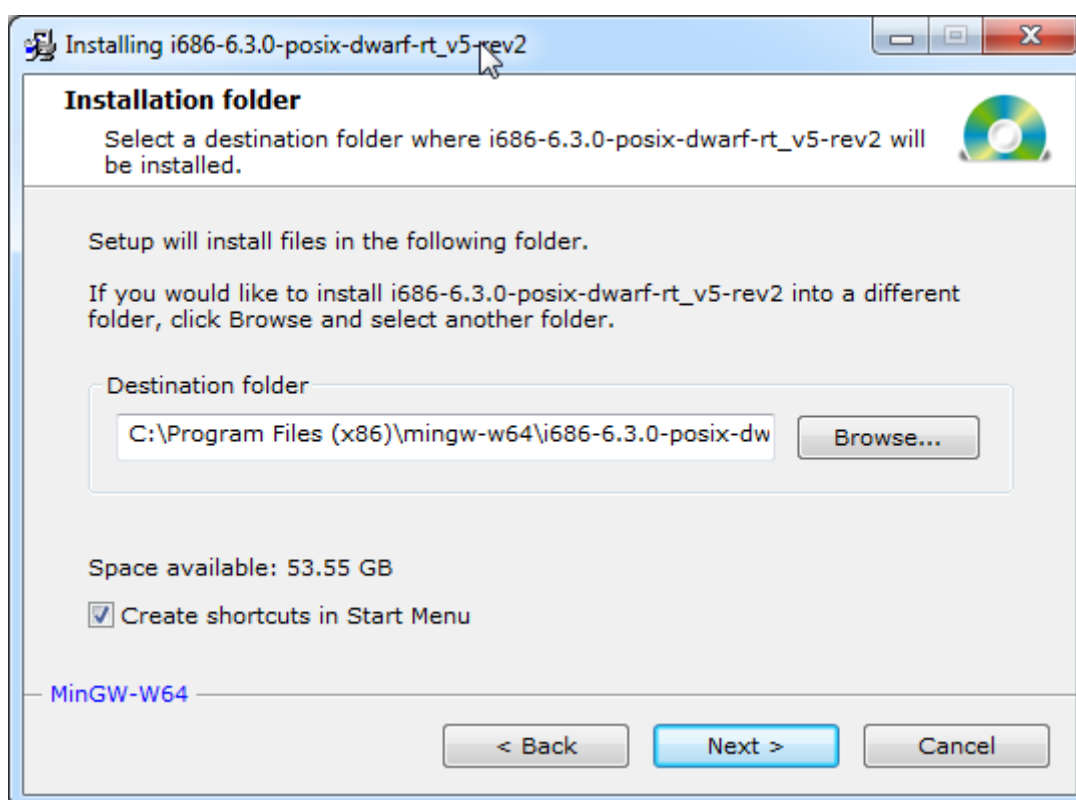 Installing i686-6.3.0-posix-dwarf-rt_v5-rev2
Installation folder
Select a destination folder where i686-6.3.0-posix-dwarf-rt_v5-rev2 will
be installed.
Setup will install files in the following folder.
If you would like to install i686-6.3.0-posix-dwarf-rt_v5-rev2 into a different
folder, click Browse and select another folder.
Destination folder
C:\Program Files (x86)\mingw-w64\i686-6.3.0-posix-dw
Browse...
Space available: 53.55 GB
Create shortcuts in Start Menu
MinGW-W64
< Back
Next >
Cancel